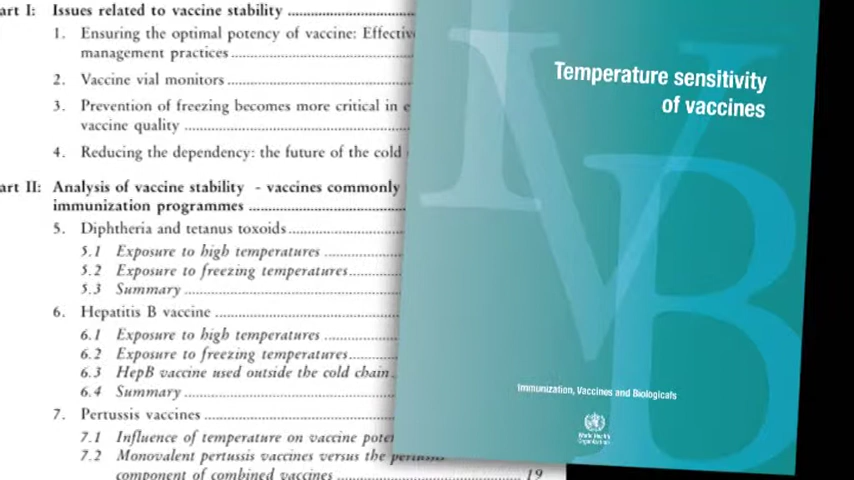 art I: Issues related to vaccine stability
1. Ensuring the optimal potency of vaccine: Effectiv
management practices
2. Vaccine vial monitors
3. Prevention of freezing becomes more critical in e
vaccine quality
4. Reducing the dependency: the future of the cold
art II: Analysis of vaccine stability - vaccines commonly
immunization programmes
5. Diphtheria and tetanus toxoids
5.1 Exposure to high temperatures
5.2 Exposure to freezing temperatures
5.3 Summary
6. Hepatitis B vaccine
6.1 Exposure to high temperatures
6.2 Exposure to freezing temperatures
6.3 HepB vaccine used outside the cold chain
6.4 Summary
7. Pertussis vaccines
7.1 Influence of temperature on vaccine poter
7.2 Monovalent pertussis vaccines versus the pertussis
component of combined vaccines 19
IVB
Temperature sensitivity
of vaccines
Immunization, Vaccines and Biologicals
World Health
Organization